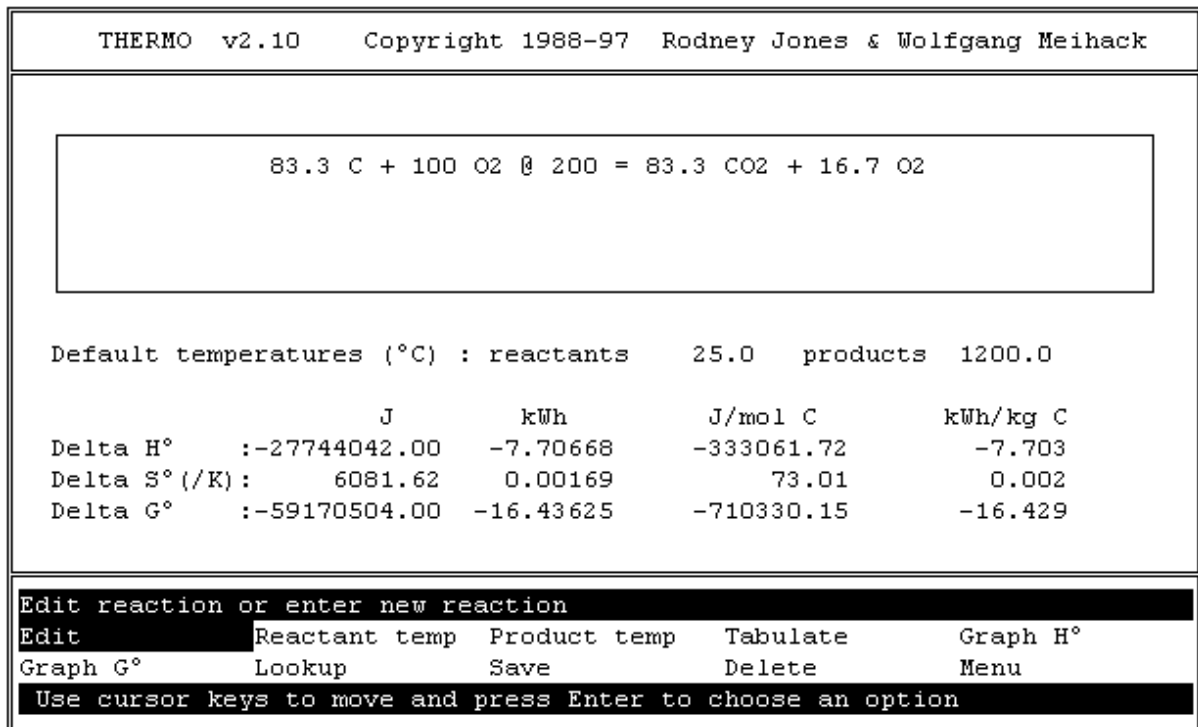 THERMO v2.10 Copyright 1988-97 Rodney Jones & Wolfgang Meihack
83.3 C + 100 O2 @ 200 = 83.3 CO2 + 16.7 O2
Default temperatures (°C) : reactants 25.0 products 1200.0
J kWh J/mol C kWh/kg C
Delta H° :-27744042.00 -7.70668 -333061.72 -7.703
Delta S°(/K): 6081.62 0.00169 73.01 0.002
Delta G° :-59170504.00 -16.43625 -710330.15 -16.429
Edit reaction or enter new reaction
Edit Reactant temp Product temp Tabulate Graph H°
Graph G° Lookup Save Delete Menu
Use cursor keys to move and press Enter to choose an option